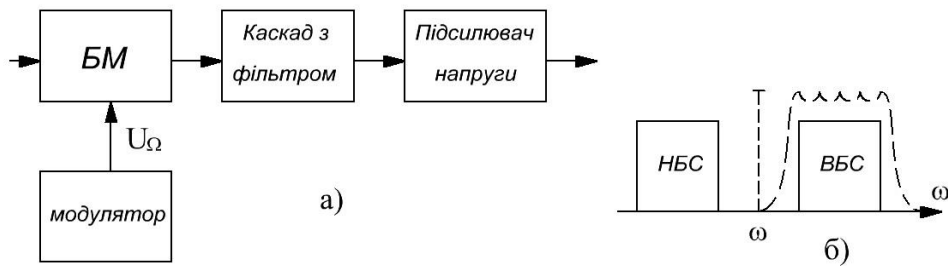 БМ
Каскад з
фільтром
Підсилювач
напруги
UΩ
модулятор
а)
НБС
ВБС
ω
ω
б)